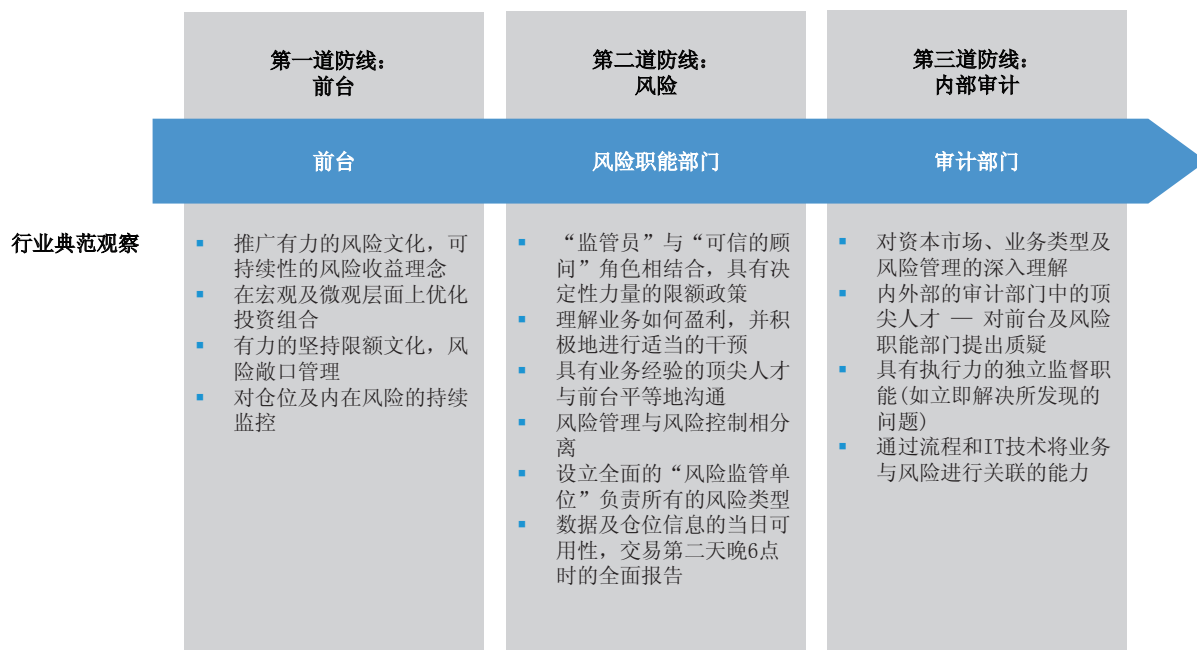 第一道防线：
前台
第二道防线：
风险
第三道防线：
内部审计
前台
风险职能部门
审计部门
行业典范观察
▪ 推广有力的风险文化，可
持续性的风险收益理念
▪ 在宏观及微观层面上优化
投资组合
▪ 有力的坚持限额文化，风
险敞口管理
▪ 对仓位及内在风险的持续
监控
▪ “监管员”与“可信的顾
问”角色相结合，具有决
定性力量的限额政策
▪ 理解业务如何盈利，并积
极地进行适当的干预
▪ 具有业务经验的顶尖人才
与前台平等地沟通
▪ 风险管理与风险控制相分
离
▪ 设立全面的“风险监管单
位”负责所有的风险类型
▪ 数据及仓位信息的当日可
用性，交易第二天晚6点
时的全面报告
▪ 对资本市场、业务类型及
风险管理的深入理解
▪ 内外部的审计部门中的顶
尖人才 — 对前台及风险
职能部门提出质疑
▪ 具有执行力的独立监督职
能(如立即解决所发现的
问题)
▪ 通过流程和IT技术将业务
与风险进行关联的能力